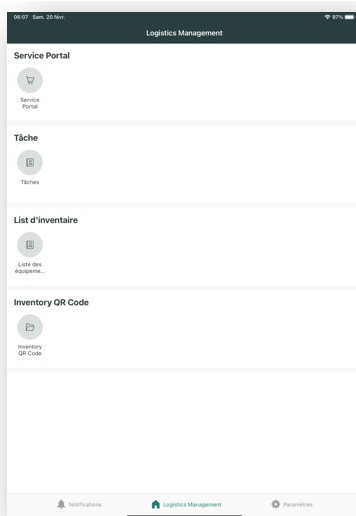 06:07 Sam. 20 févr.
97%
Logistics Management
Service Portal
Service
Portal
Tâche
Tâches
List d'inventaire
Liste des
équipeme...
Inventory QR Code
Inventory
QR Code
Notifications
Logistics Management
Paramètres